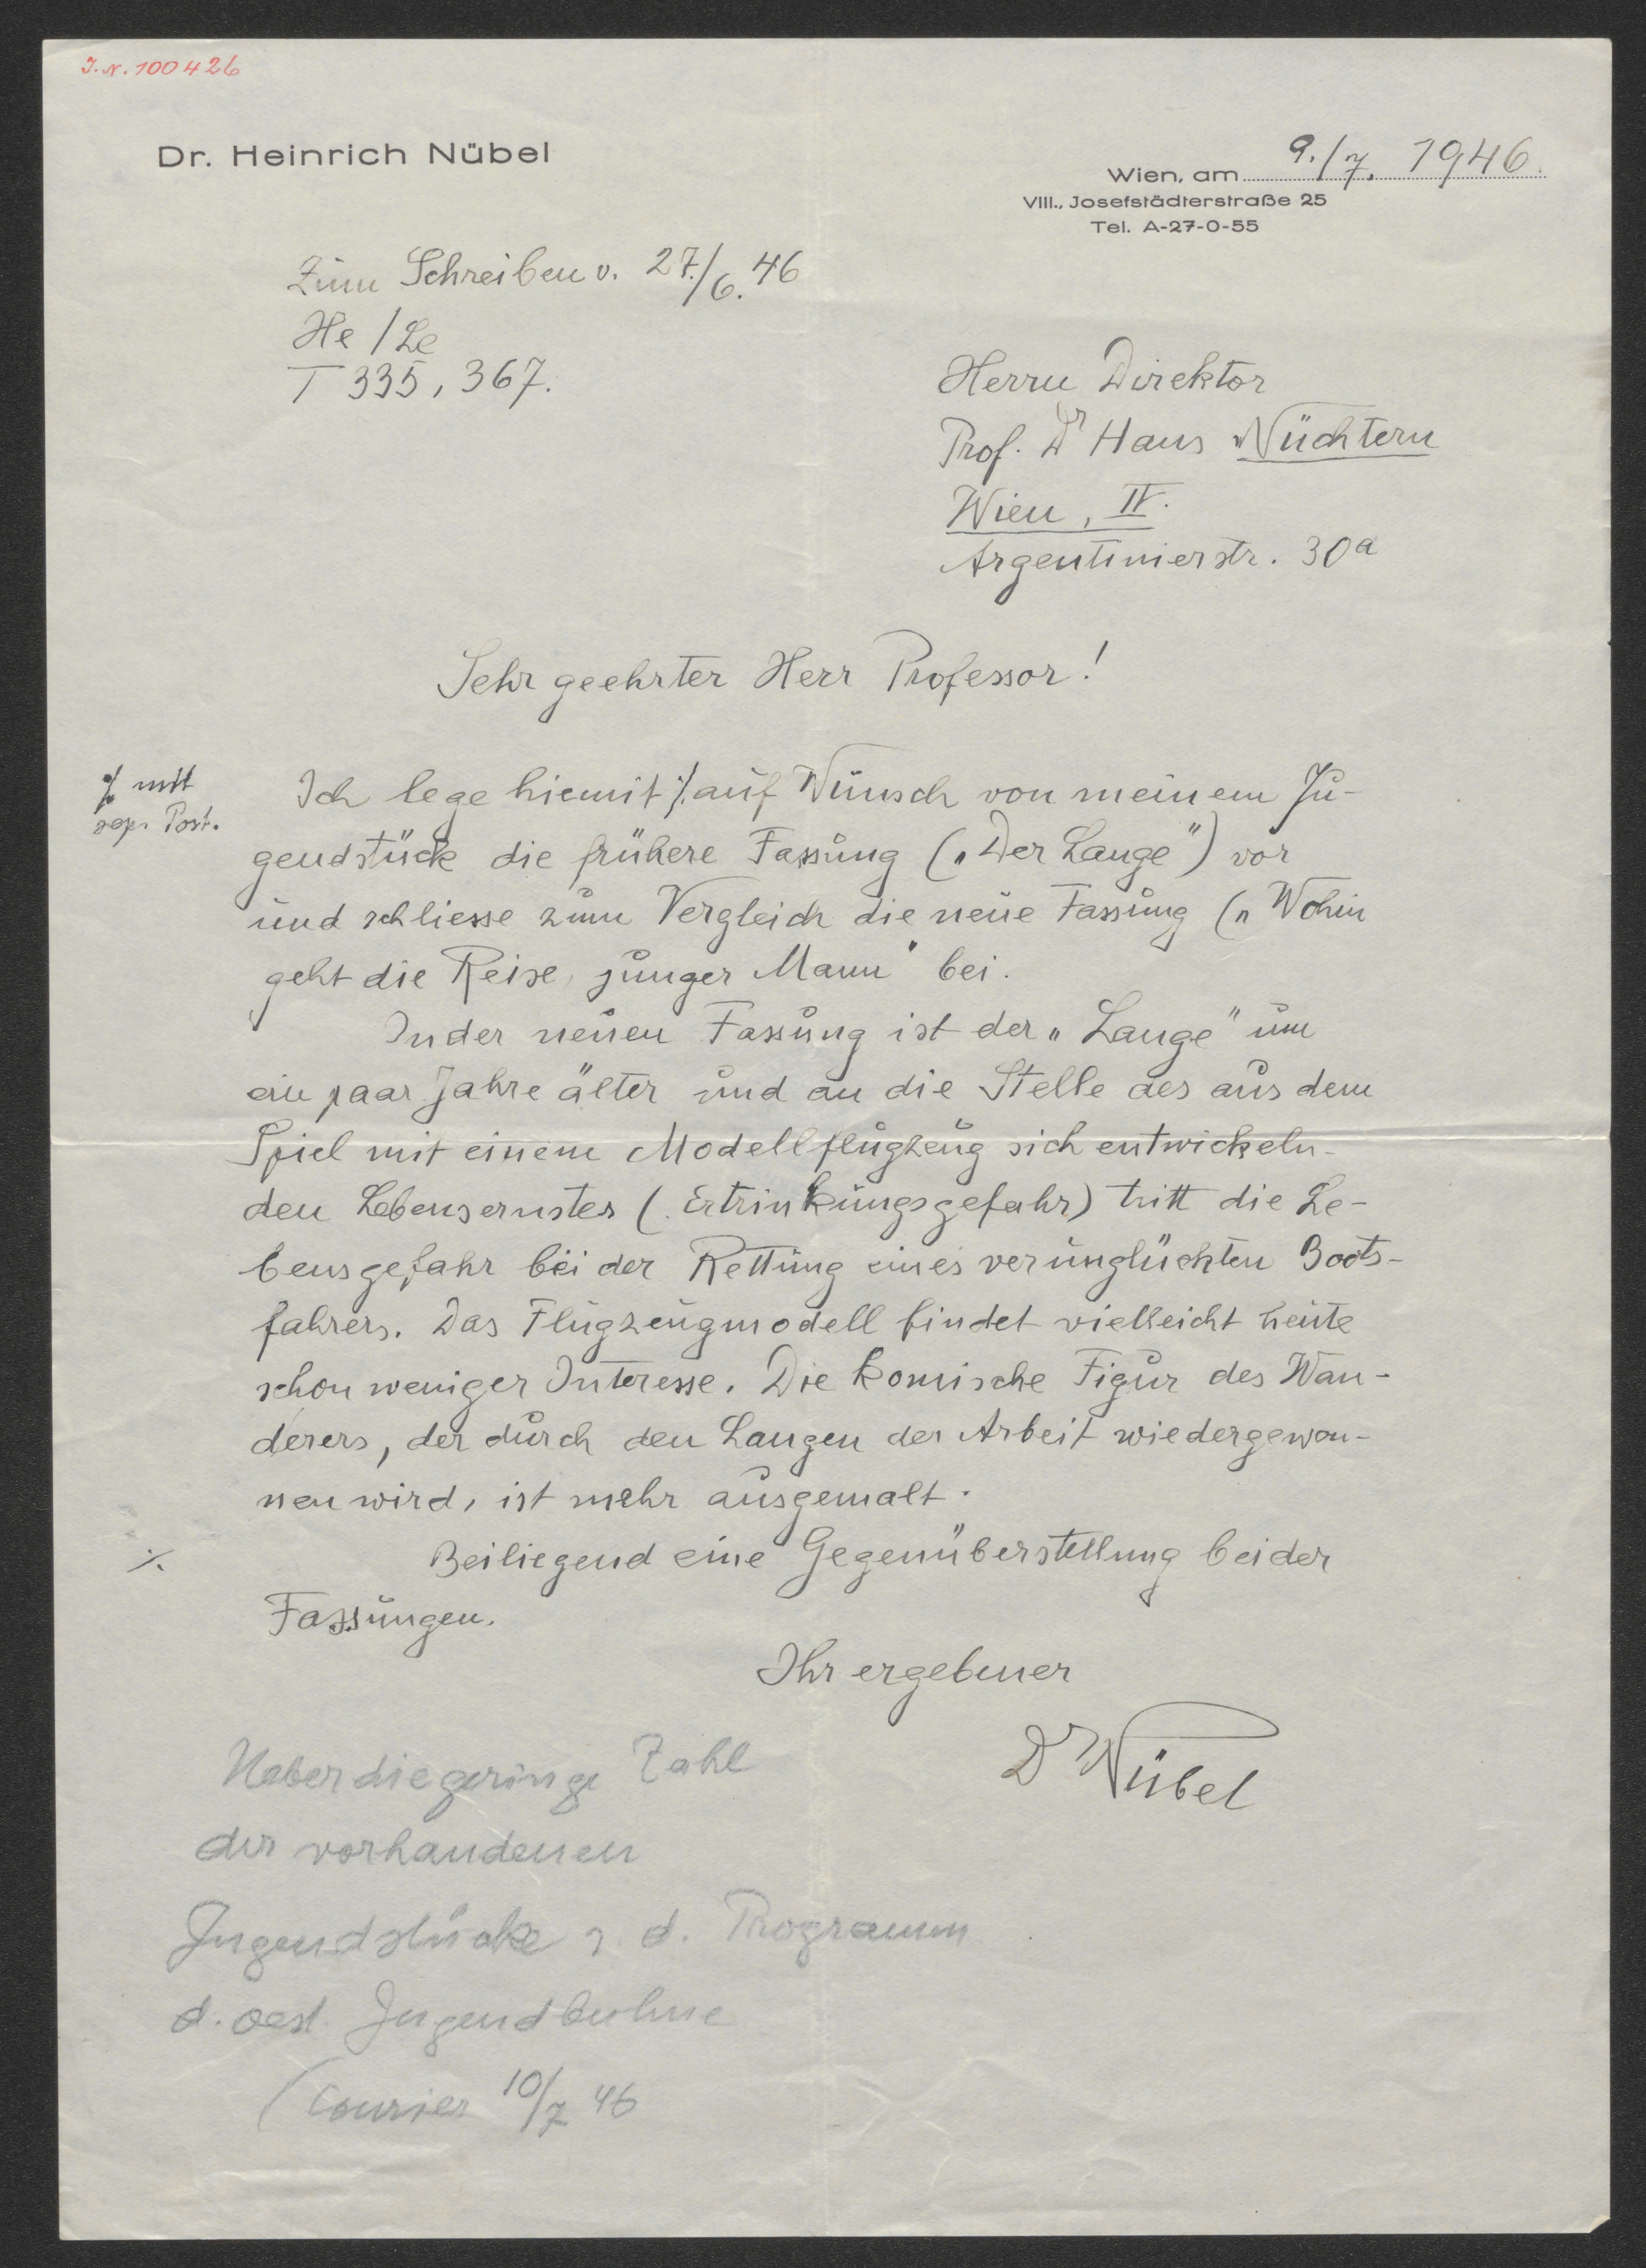 I.N. 100426
Dr. Heinrich Nübel
Wien, am 9./7. 1946.
VIII., Josefstädterstraße 25
Tel. A-27-0-55
Zum Schreiben v. 27./6. 46
He / Le
T 335, 367.
Herrn Direktor
Prof. Dr Hans Nüchtern
Wien, IV.
Argentinierstr. 30a
Sehr geehrter Herr Professor!
·/. mit
sep. Post.
Ich lege hiemit ·/. auf Wunsch von meinem Ju-
gendstück die frühere Fassung („Der Lange") vor
und schliesse zum Vergleich die neue Fassung („Wohin
geht die Reise, junger Mann" bei.
In der neuen Fassung ist der „Lange" um
ein paar Jahre älter und an die Stelle des aus dem
Spiel mit einem Modellflugzeug sich entwickeln-
den Lebensernstes (Ertrinkungsgefahr) tritt die Le-
bensgefahr bei der Rettung eines verunglückten Boots-
fahrers. Das Flugzeugmodell findet vielleicht heute
schon weniger Interesse. Die komische Figur des Wan-
derers, der durch den Langen der Arbeit wiedergewon-
nen wird, ist mehr ausgemalt.
·/.
Beiliegend eine Gegenüberstellung beider
Fassungen.
Ihr ergebener
Dr Nübel
Ueber die geringe Zahl
der vorhandenen
Jugendstücke s. d. Programm
d. oest. Jugendbühne
(Courier 10/7 46